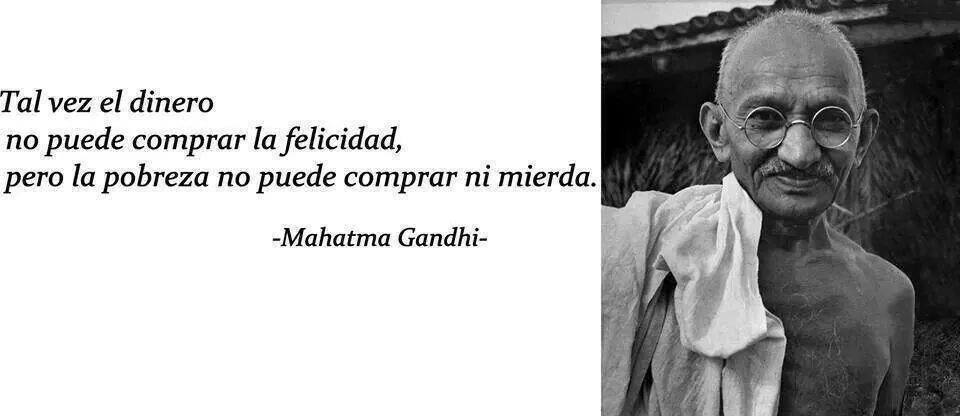 Tal vez el dinero
no puede comprar la felicidad,
pero la pobreza no puede comprar ni mierda.
-Mahatma Gandhi-